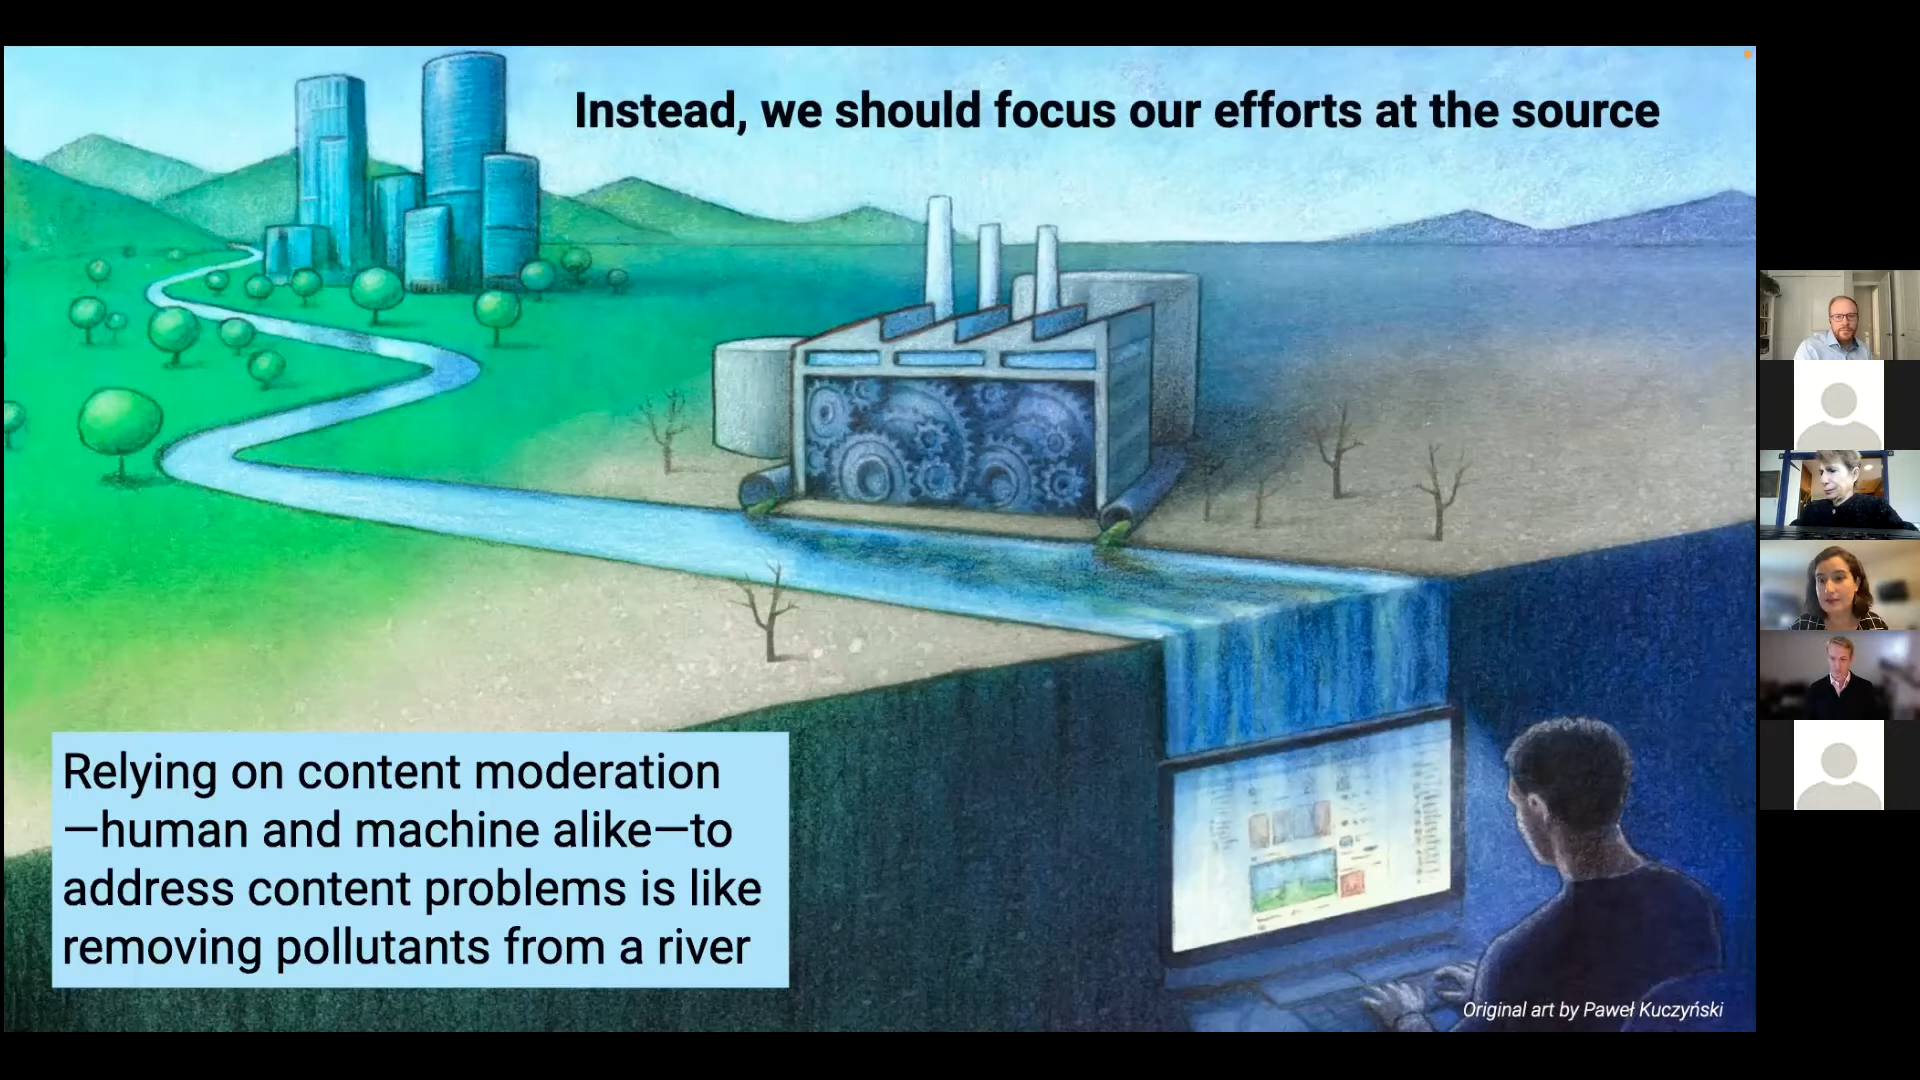 Instead, we should focus our efforts at the source
Relying on content moderation
—human and machine alike—to
address content problems is like
removing pollutants from a river
Original art by Paweł Kuczyński